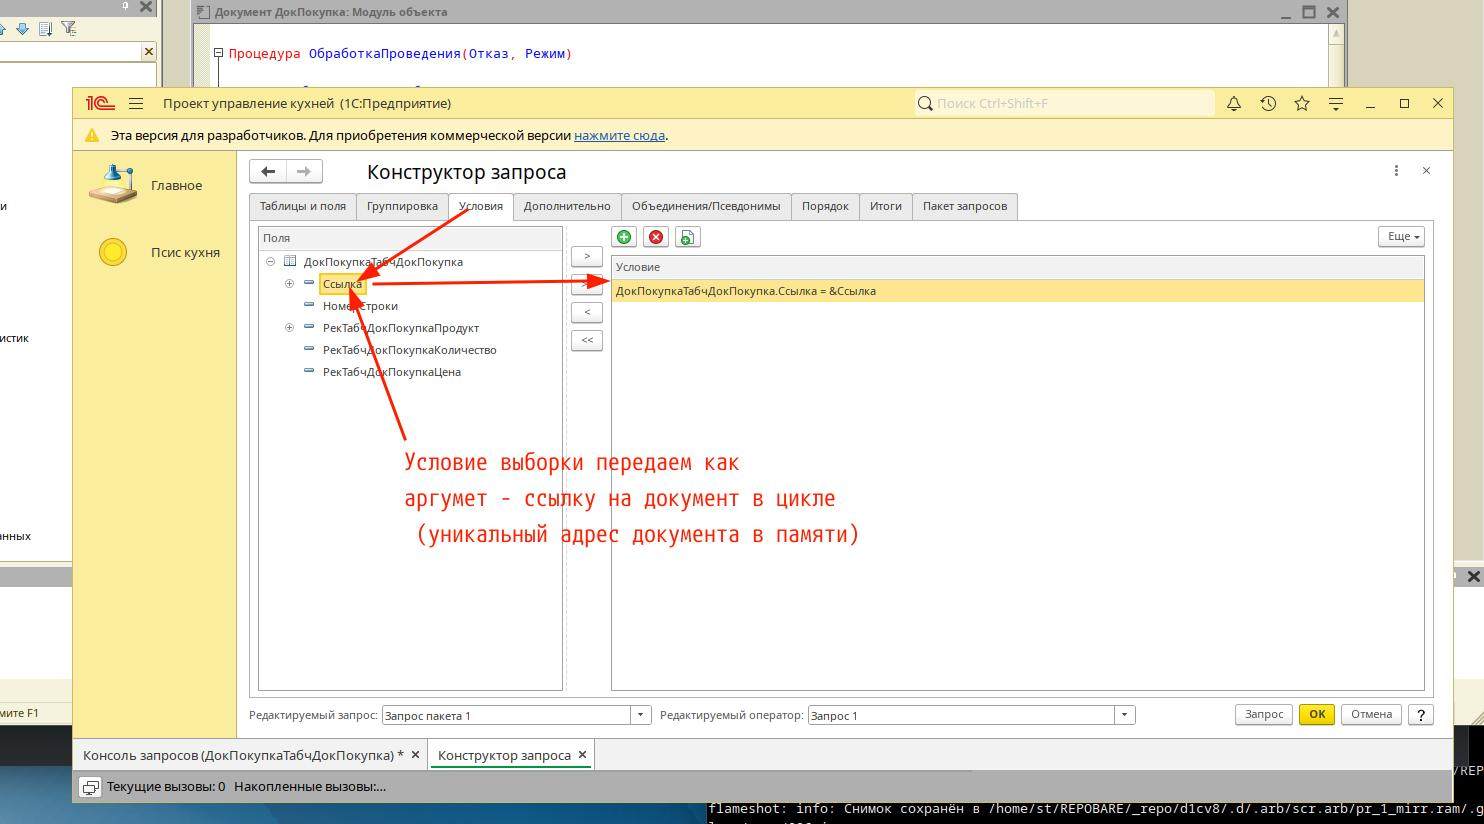 Документ ДокПокупка: Модуль объекта
Процедура ОбработкаПроведения(Отказ, Режим)
1С
Проект управление кухней (1С:Предприятие)
Поиск Ctrl+Shift+F
Эта версия для разработчиков. Для приобретения коммерческой версии нажмите сюда.
Главное
Псис кухня
Конструктор запроса
Таблицы и поля
Группировка
Условия
Дополнительно
Объединения/Псевдонимы
Порядок
Итоги
Пакет запросов
Поля
ДокПокупкаТабчДокПокупка
Ссылка
НомерСтроки
РекТабчДокПокупкаПродукт
РекТабчДокПокупкаКоличество
РекТабчДокПокупкаЦена
>
<
<<
Еще
Условие
ДокПокупкаТабчДокПокупка.Ссылка = &Ссылка
Условие выборки передаем как
аргумет - ссылку на документ в цикле
(уникальный адрес документа в памяти)
и
истик
анных
мите F1
Редактируемый запрос: Запрос пакета 1
Редактируемый оператор: Запрос 1
Запрос
ОК
Отмена
?
Консоль запросов (ДокПокупкаТабчДокПокупка) *
Конструктор запроса
Текущие вызовы: 0 Накопленные вызовы:...
/REP
flameshot: info: Снимок сохранён в /home/st/REPOBARE/_repo/d1cv8/.d/.arb/scr.arb/pr_1_mirr.ram/.g